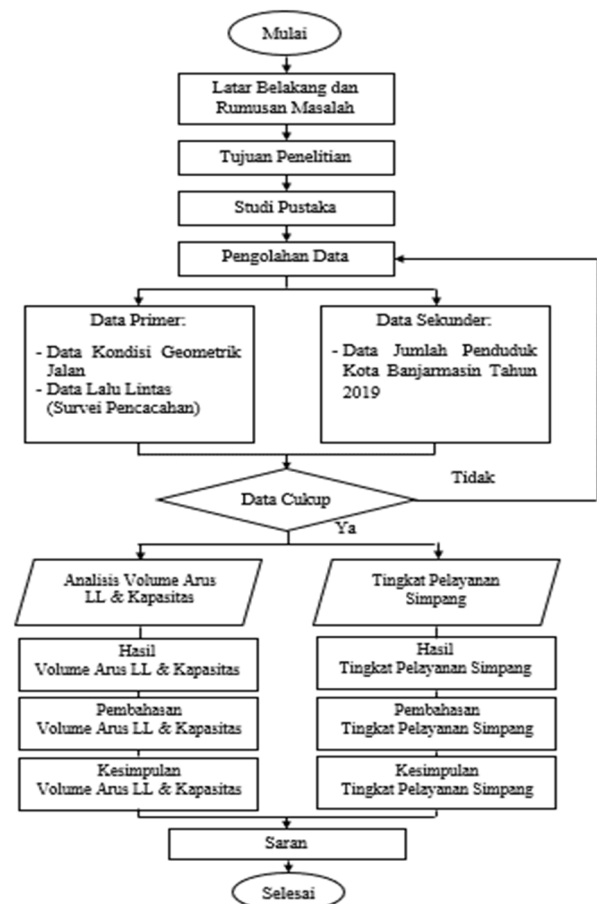 Mulai
Latar Belakang dan
Rumusan Masalah
Tujuan Penelitian
Studi Pustaka
Pengolahan Data
Data Primer:
- Data Kondisi Geometrik
Jalan
- Data Lalu Lintas
(Survei Pencacahan)
Data Sekunder:
- Data Jumlah Penduduk
Kota Banjarmasin Tahun
2019
Data Cukup
Tidak
Ya
Analisis Volume Arus
LL & Kapasitas
Tingkat Pelayanan
Simpang
Hasil
Volume Arus LL & Kapasitas
Hasil
Tingkat Pelayanan Simpang
Pembahasan
Volume Arus LL & Kapasitas
Pembahasan
Tingkat Pelayanan Simpang
Kesimpulan
Volume Arus LL & Kapasitas
Kesimpulan
Tingkat Pelayanan Simpang
Saran
Selesai